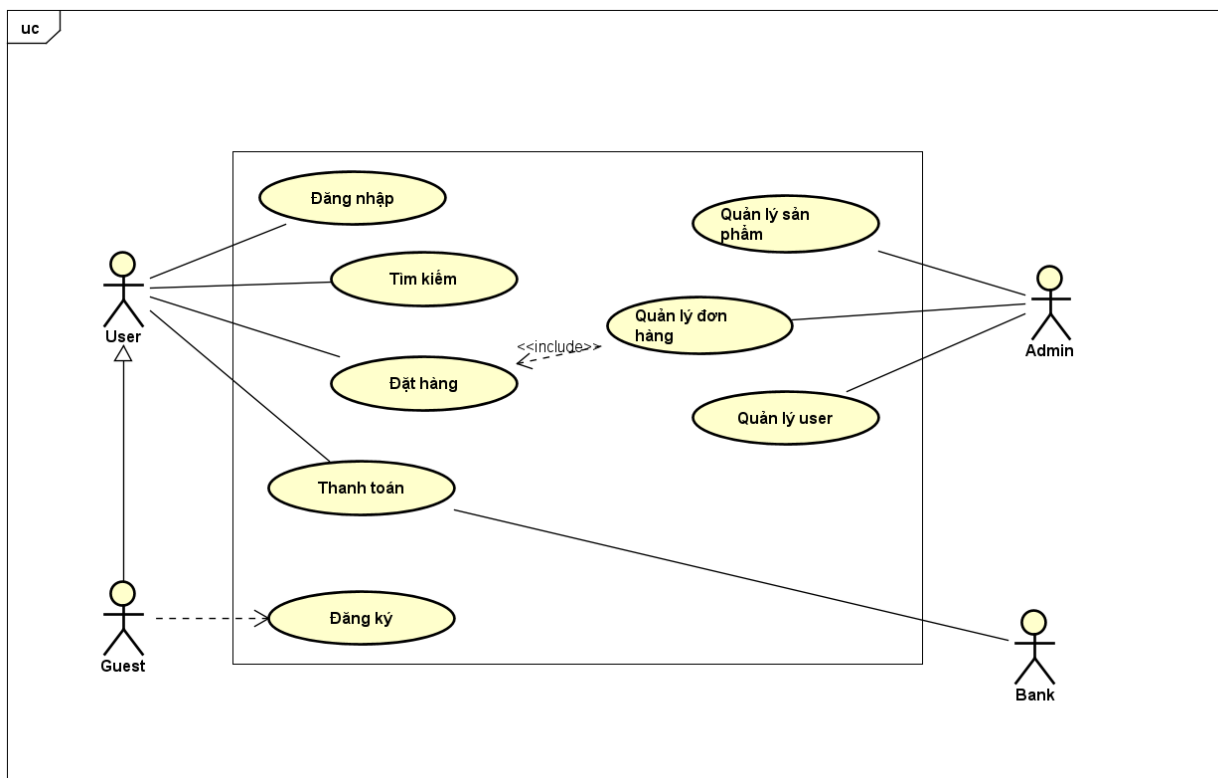 uc
Đăng nhập
Quản lý sản
phẩm
Tìm kiếm
User
Quản lý đơn
hàng
Admin
<<include>>
Đặt hàng
Quản lý user
Thanh toán
Đăng ký
Guest
Bank